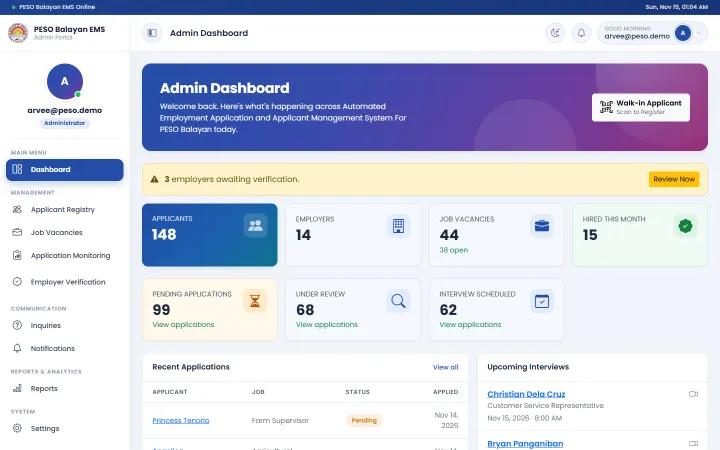 PESO Balayan EMS Online
Sun, Nov 15, 01:04 AM
PESO Balayan EMS
Admin Portal
Admin Dashboard
GOOD MORNING
arvee@peso.demo
A
A
arvee@peso.demo
Administrator
MAIN MENU
Dashboard
MANAGEMENT
Applicant Registry
Job Vacancies
Application Monitoring
Employer Verification
COMMUNICATION
Inquiries
Notifications
REPORTS & ANALYTICS
Reports
SYSTEM
Settings
Admin Dashboard
Welcome back. Here's what's happening across Automated
Employment Application and Applicant Management System For
PESO Balayan today.
Walk-in Applicant
Scan to Register
3 employers awaiting verification.
Review Now
APPLICANTS
148
EMPLOYERS
14
JOB VACANCIES
44
38 open
HIRED THIS MONTH
15
PENDING APPLICATIONS
99
View applications
UNDER REVIEW
68
View applications
INTERVIEW SCHEDULED
62
View applications
Recent Applications
View all
APPLICANT JOB STATUS APPLIED
Princess Tenorio Farm Supervisor Pending Nov 14, 2026
Upcoming Interviews
Christian Dela Cruz
Customer Service Representative
Nov 15, 2026 · 8:00 AM
Bryan Panganiban